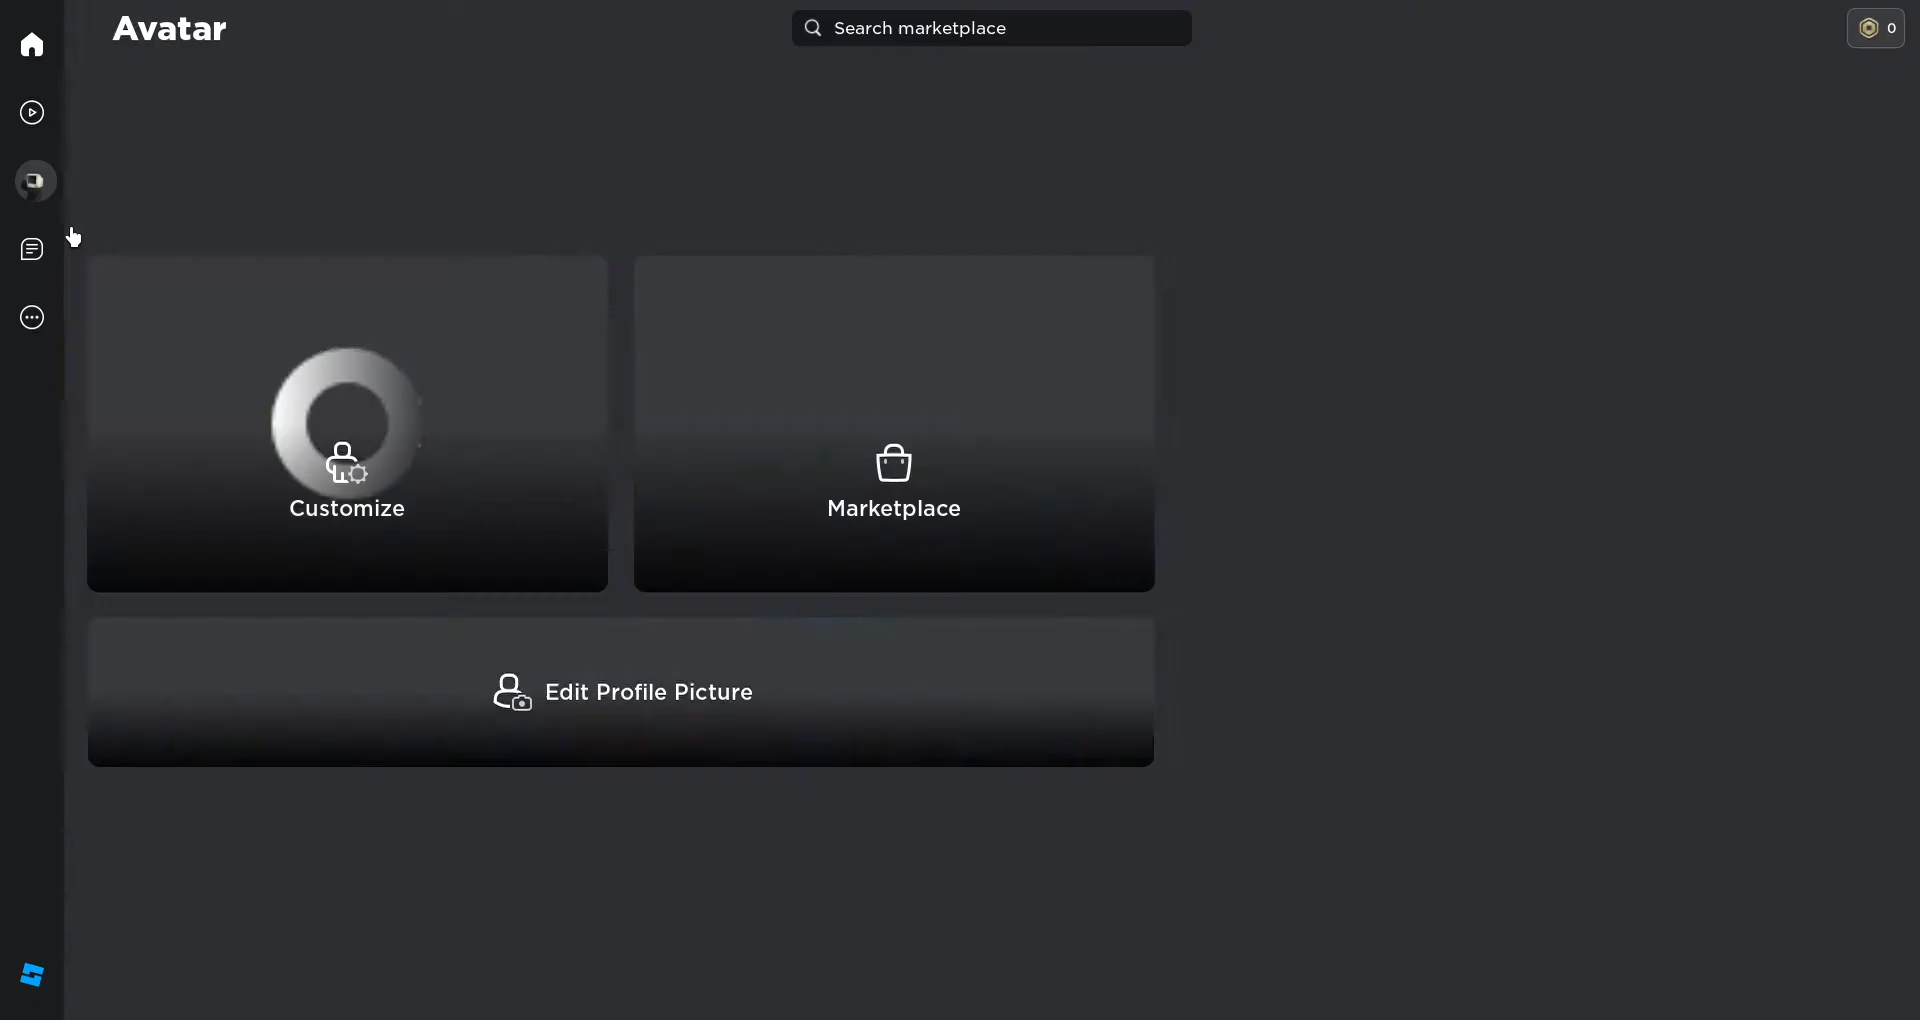 Avatar
Search marketplace
0
Customize
Marketplace
Edit Profile Picture